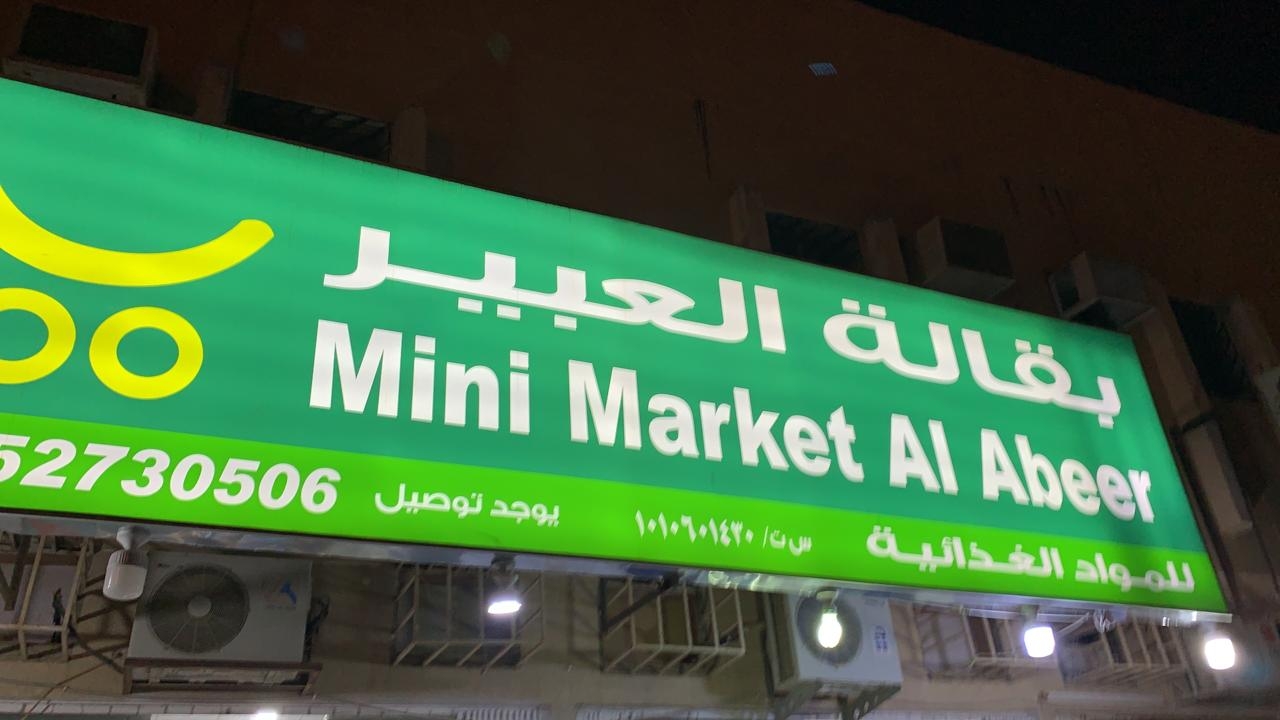 بقالة العبير
Mini Market Al Abeer
للمواد الغذائية س ت/ ١٠١٠٦٠١٤٣٠ يوجد توصيل 52730506